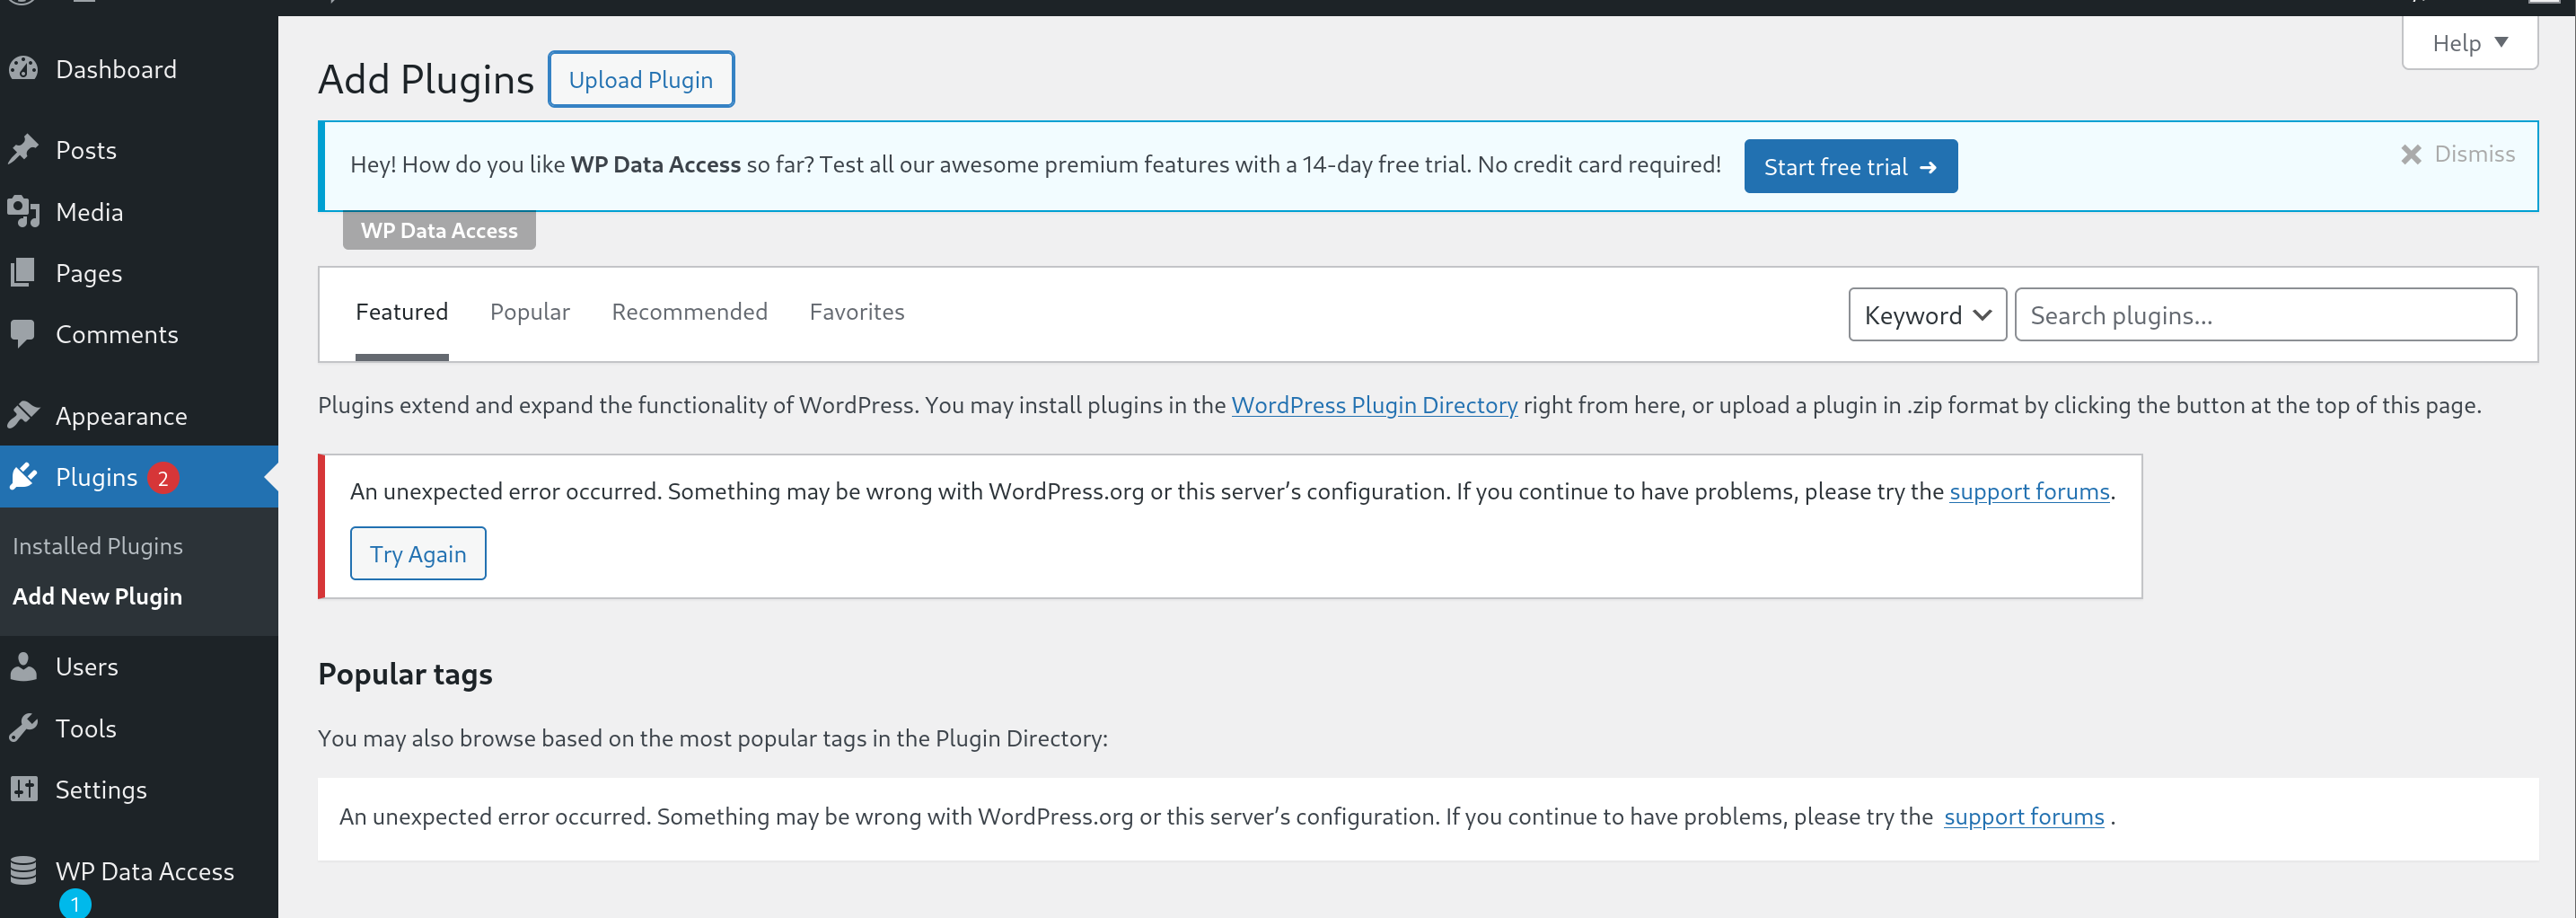 Help
Dashboard
Add Plugins Upload Plugin
Posts
Hey! How do you like WP Data Access so far? Test all our awesome premium features with a 14-day free trial. No credit card required! Start free trial → Dismiss
Media
WP Data Access
Pages
Featured Popular Recommended Favorites Keyword Search plugins...
Comments
Plugins extend and expand the functionality of WordPress. You may install plugins in the WordPress Plugin Directory right from here, or upload a plugin in .zip format by clicking the button at the top of this page.
Appearance
Plugins 2
An unexpected error occurred. Something may be wrong with WordPress.org or this server’s configuration. If you continue to have problems, please try the support forums.
Installed Plugins
Try Again
Add New Plugin
Users
Popular tags
Tools
You may also browse based on the most popular tags in the Plugin Directory:
Settings
An unexpected error occurred. Something may be wrong with WordPress.org or this server’s configuration. If you continue to have problems, please try the support forums .
WP Data Access
1